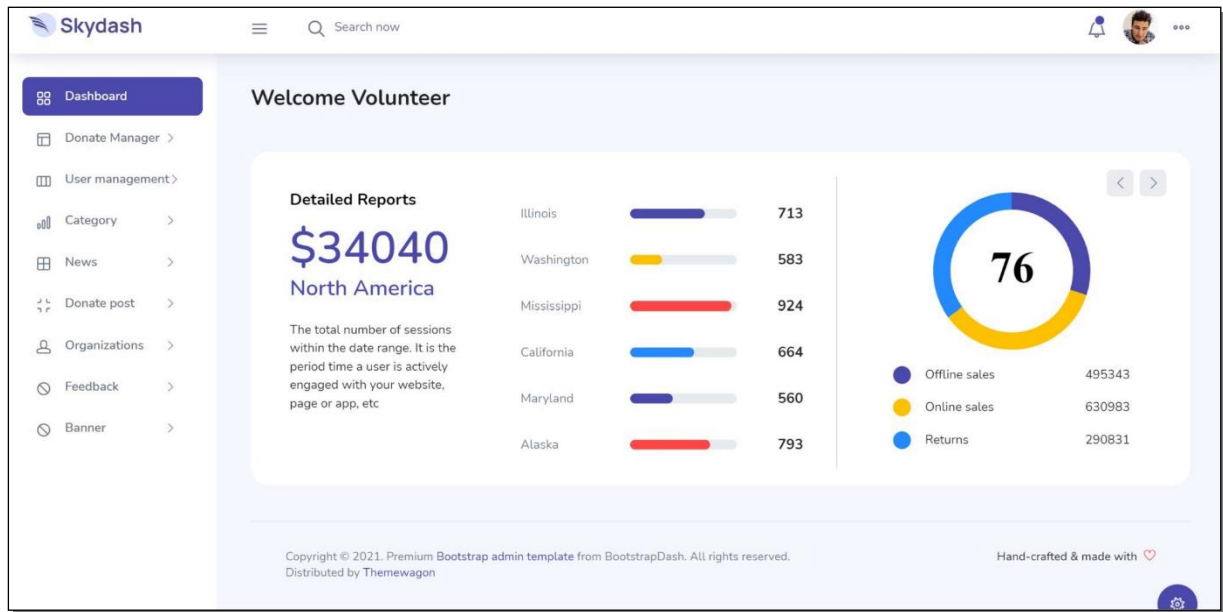 Skydash
Search now
Dashboard
Donate Manager
User management
Category
News
Donate post
Organizations
Feedback
Banner
Welcome Volunteer
Detailed Reports
$34040
North America
The total number of sessions
within the date range. It is the
period time a user is actively
engaged with your website,
page or app, etc
Illinois 713
Washington 583
Mississippi 924
California 664
Maryland 560
Alaska 793
76
Offline sales 495343
Online sales 630983
Returns 290831
Copyright © 2021. Premium Bootstrap admin template from BootstrapDash. All rights reserved.
Distributed by Themewagon
Hand-crafted & made with